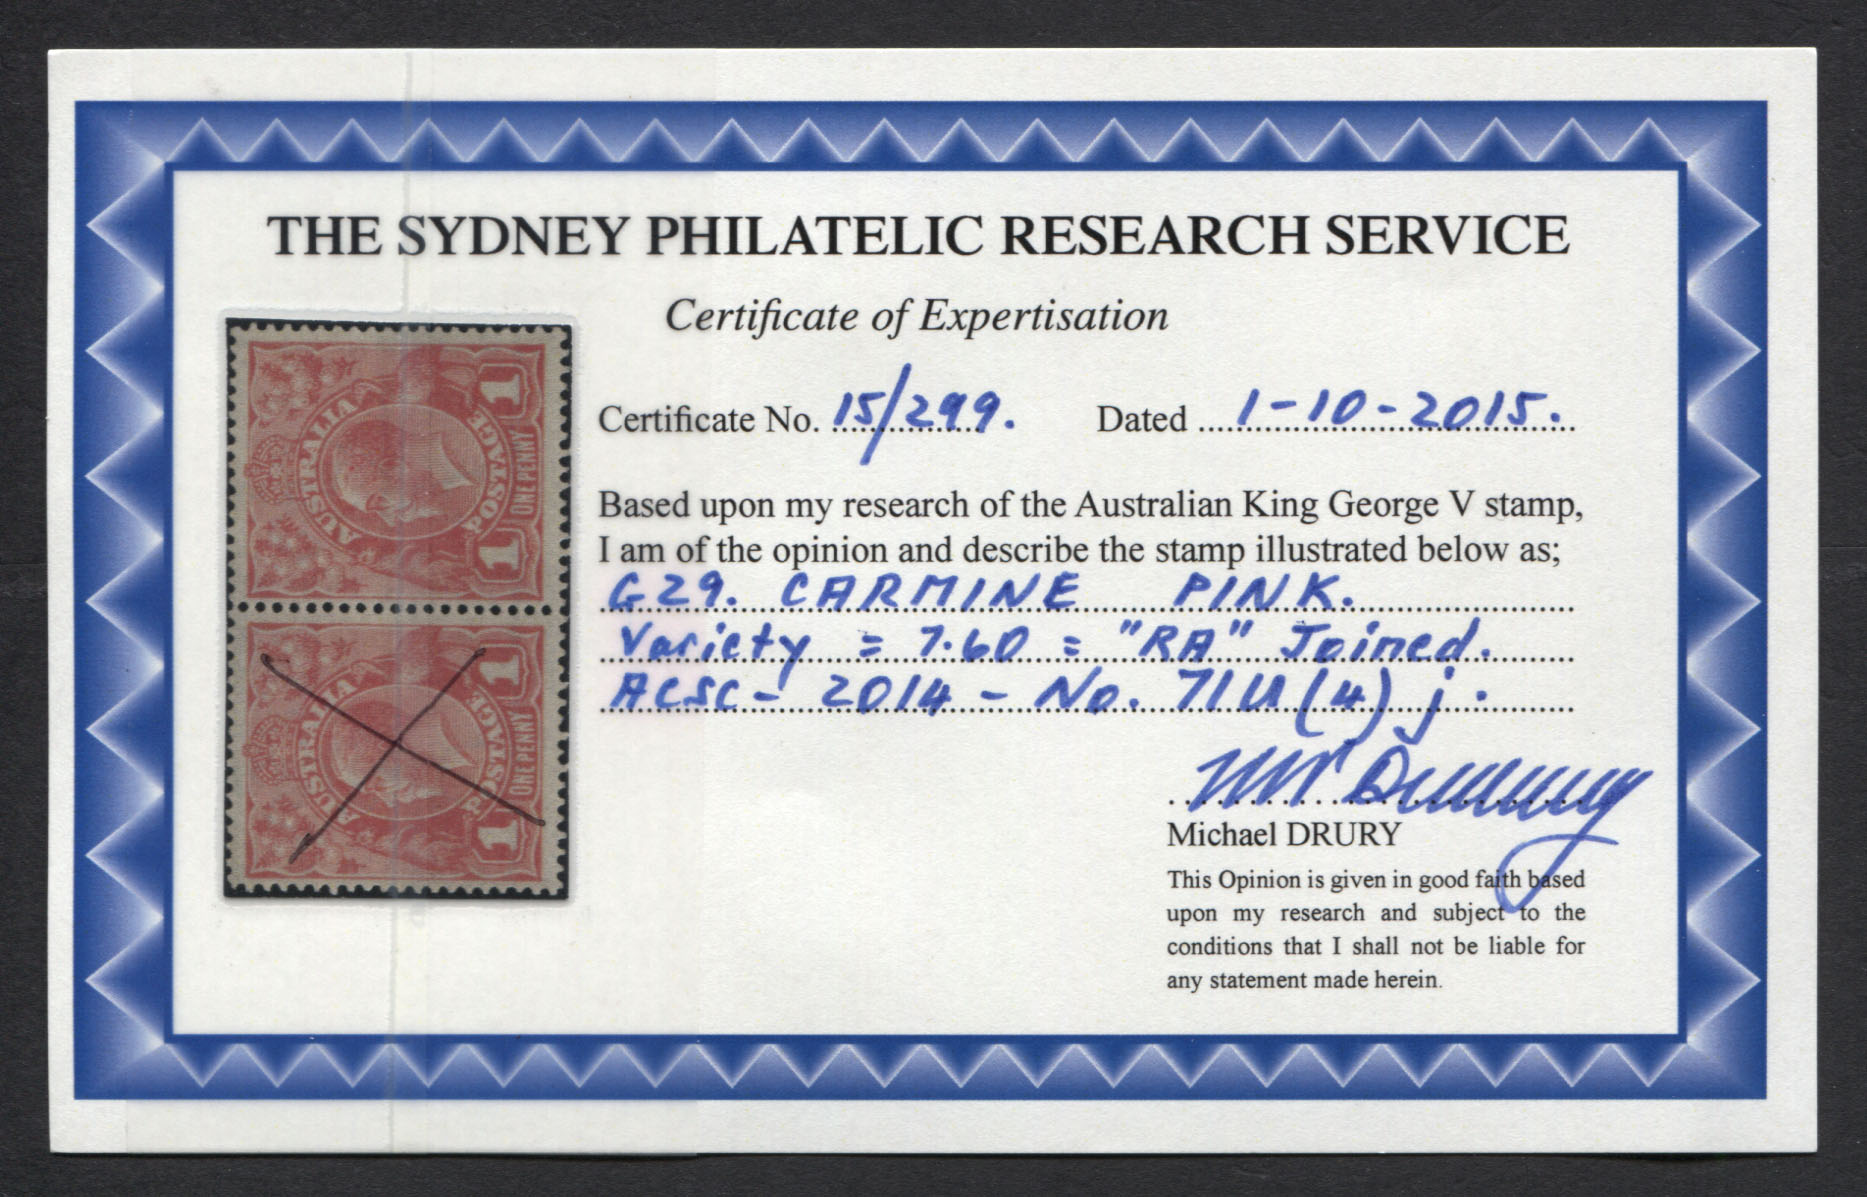 THE SYDNEY PHILATELIC RESEARCH SERVICE
Certificate of Expertisation
Certificate No. 15/299. Dated 1-10-2015.
Based upon my research of the Australian King George V stamp,
I am of the opinion and describe the stamp illustrated below as;
G29. CARMINE PINK.
Variety = 7.60 = "RA" Joined.
ACSC - 2014 - No. 71U(4)j.
Michael DRURY
This Opinion is given in good faith based
upon my research and subject to the
conditions that I shall not be liable for
any statement made herein.
AUSTRALIA
POSTAGE
1 ONE PENNY 1
AUSTRALIA
POSTAGE
1 ONE PENNY 1